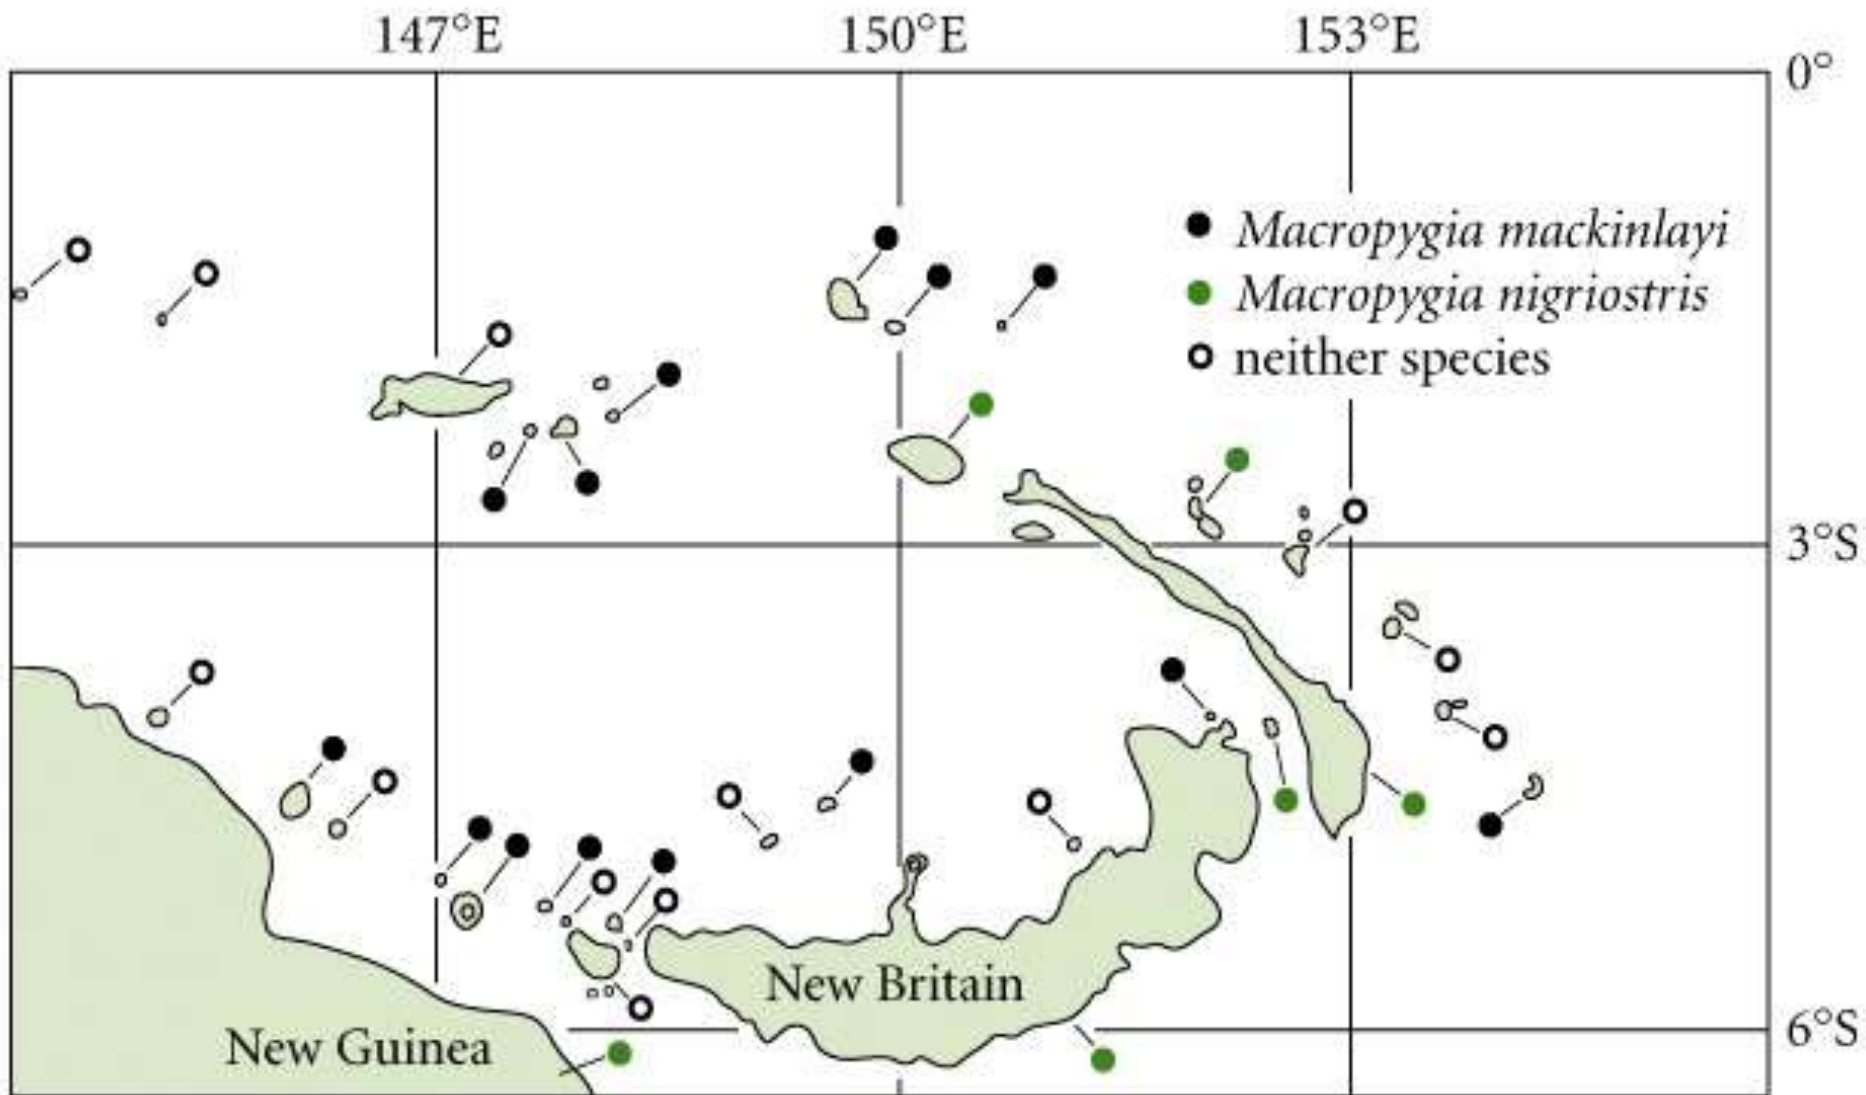 147°E 150°E 153°E
0°
Macropygia mackinlayi
Macropygia nigriostris
neither species
3°S
New Britain
6°S
New Guinea